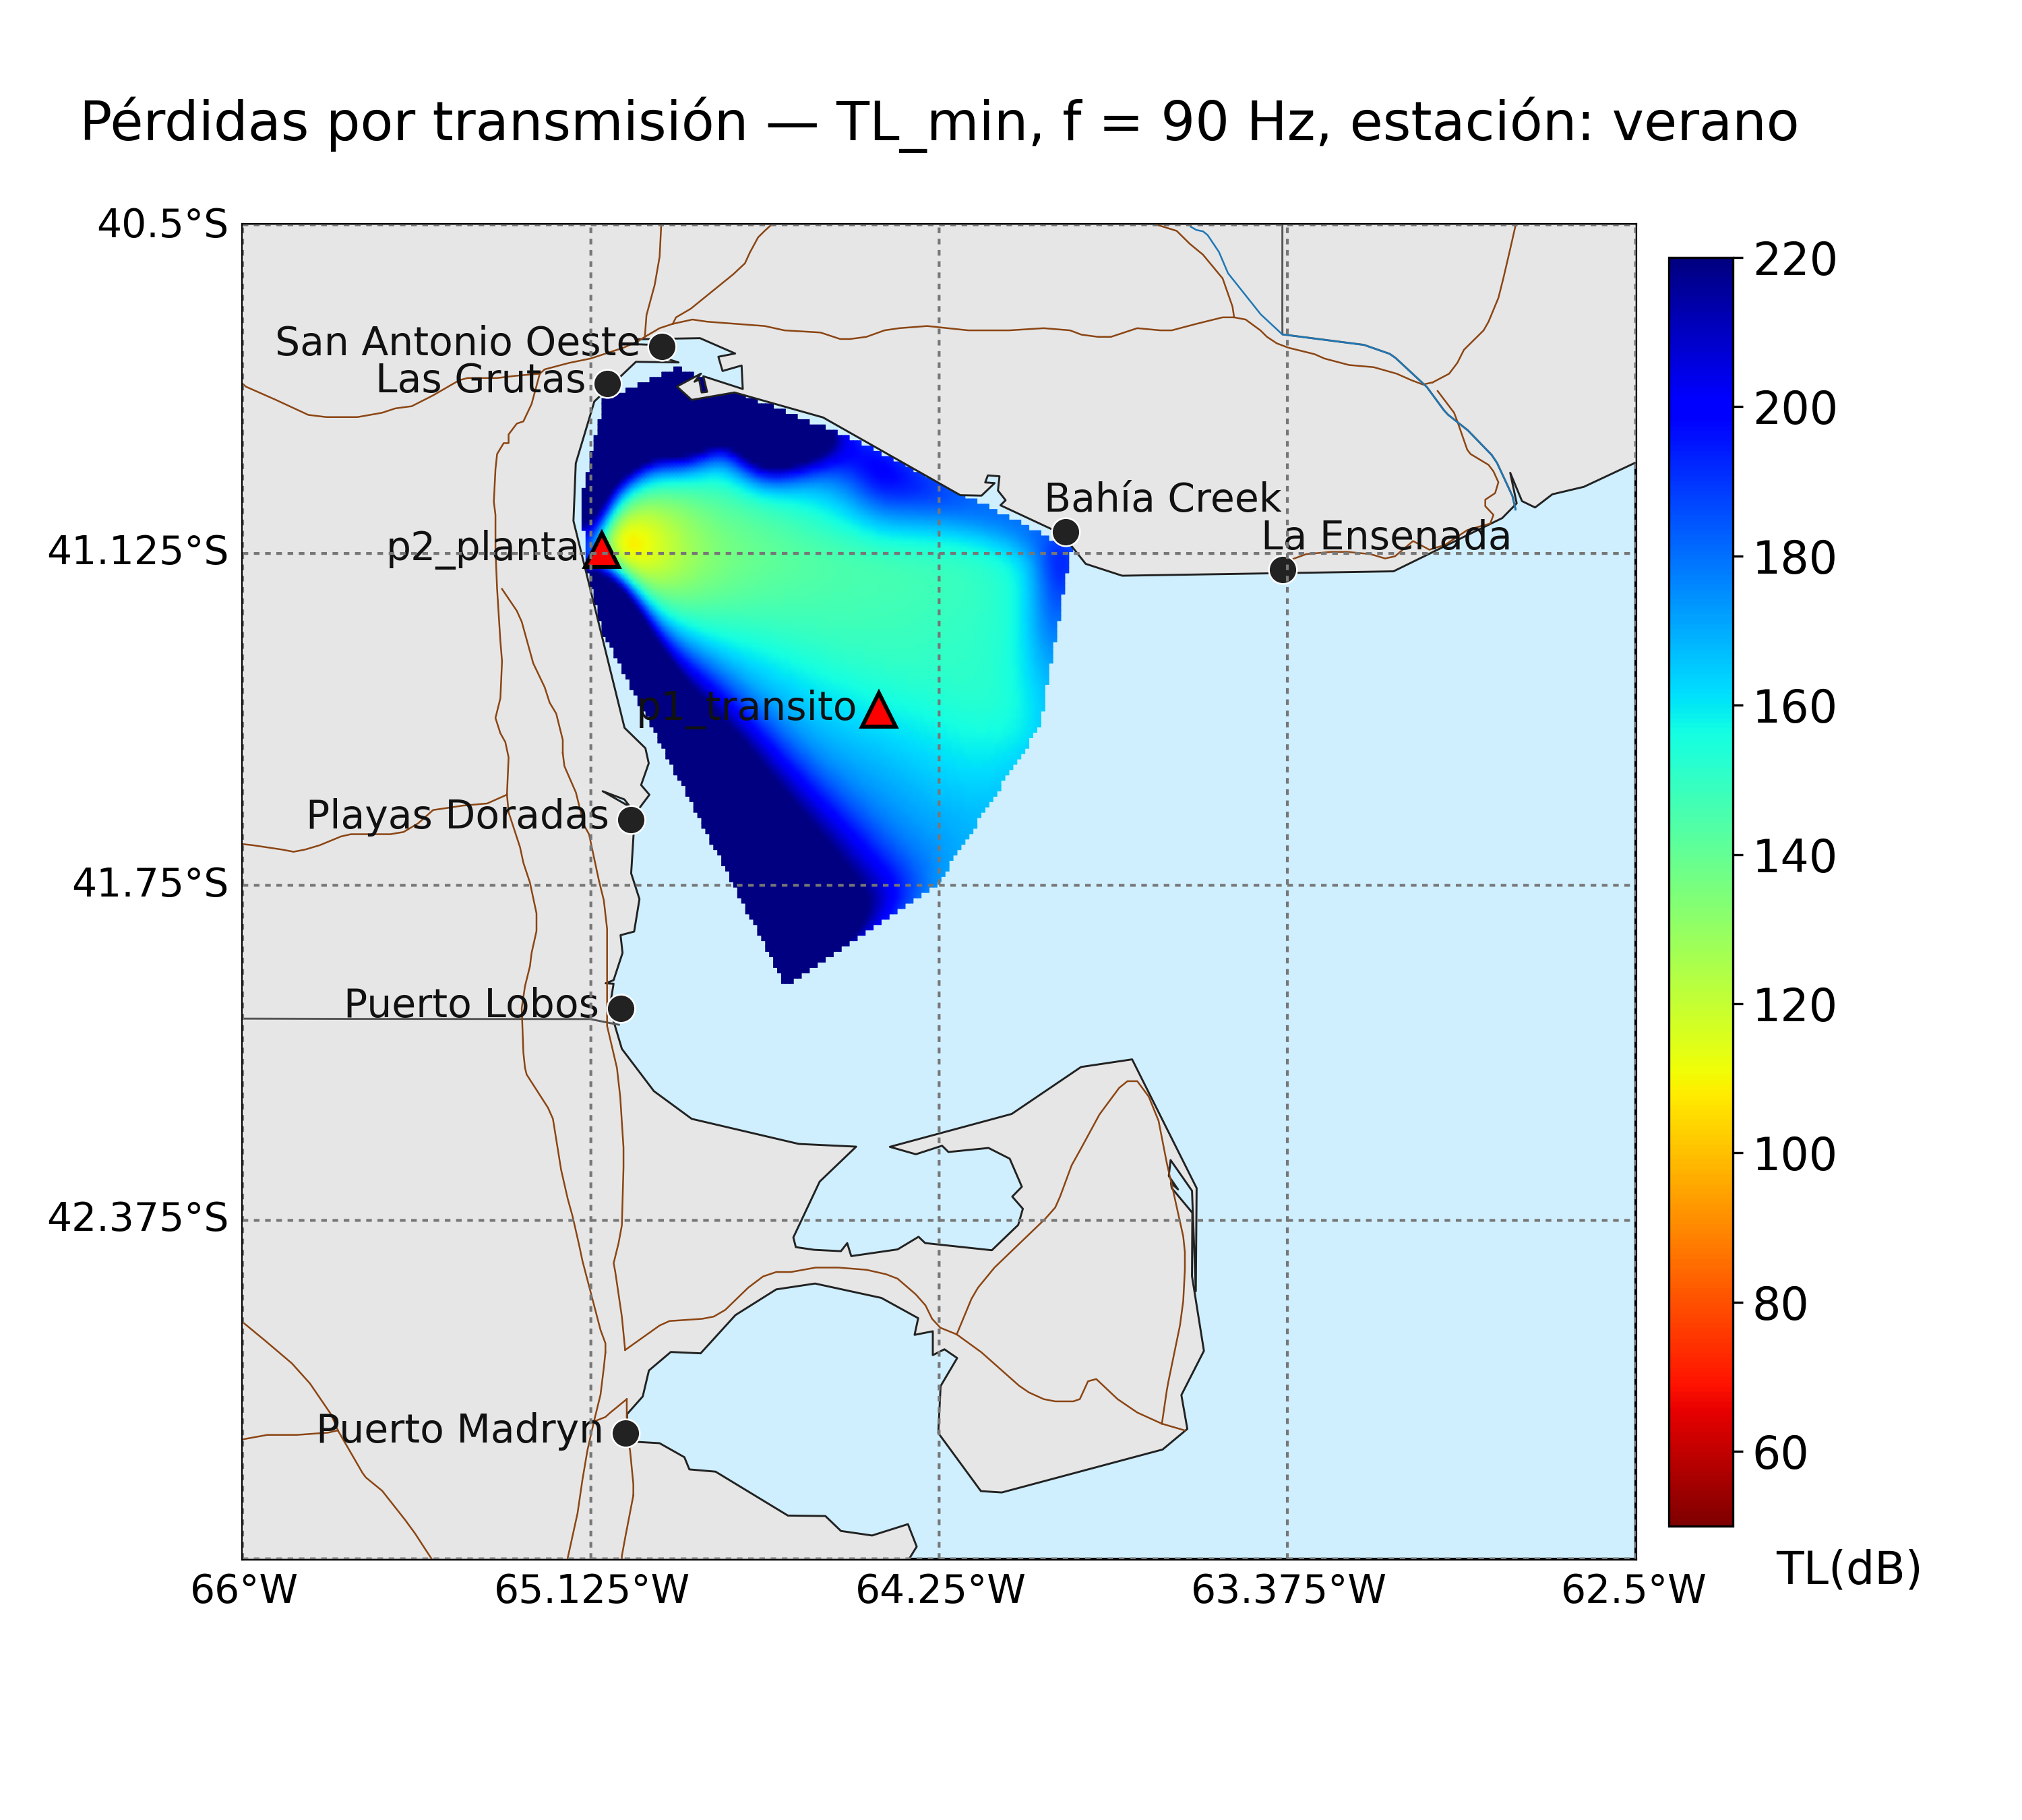 Pérdidas por transmisión — TL_min, f = 90 Hz, estación: verano
40.5°S
220
San Antonio Oeste
Las Grutas
200
Bahía Creek
La Ensenada
p2_planta
41.125°S
180
p1_transito
160
Playas Doradas
140
41.75°S
Puerto Lobos
120
100
42.375°S
80
Puerto Madryn
60
TL(dB)
66°W
65.125°W
64.25°W
63.375°W
62.5°W